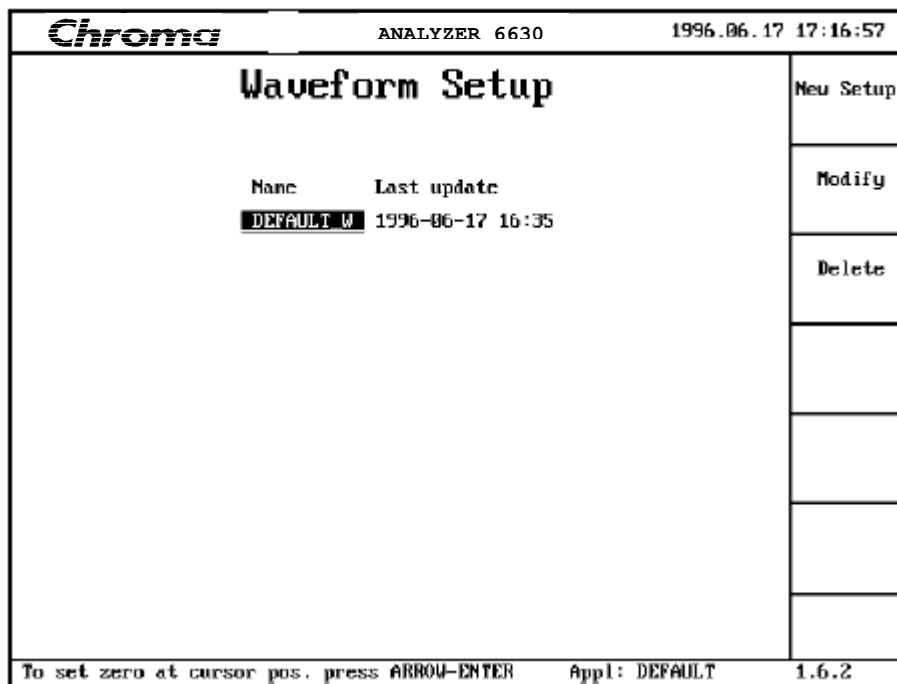 Chroma ANALYZER 6630 1996.06.17 17:16:57
Waveform Setup
New Setup
Modify
Delete
Name Last update
DEFAULT_W 1996-06-17 16:35
To set zero at cursor pos. press ARROW-ENTER Appl: DEFAULT 1.6.2